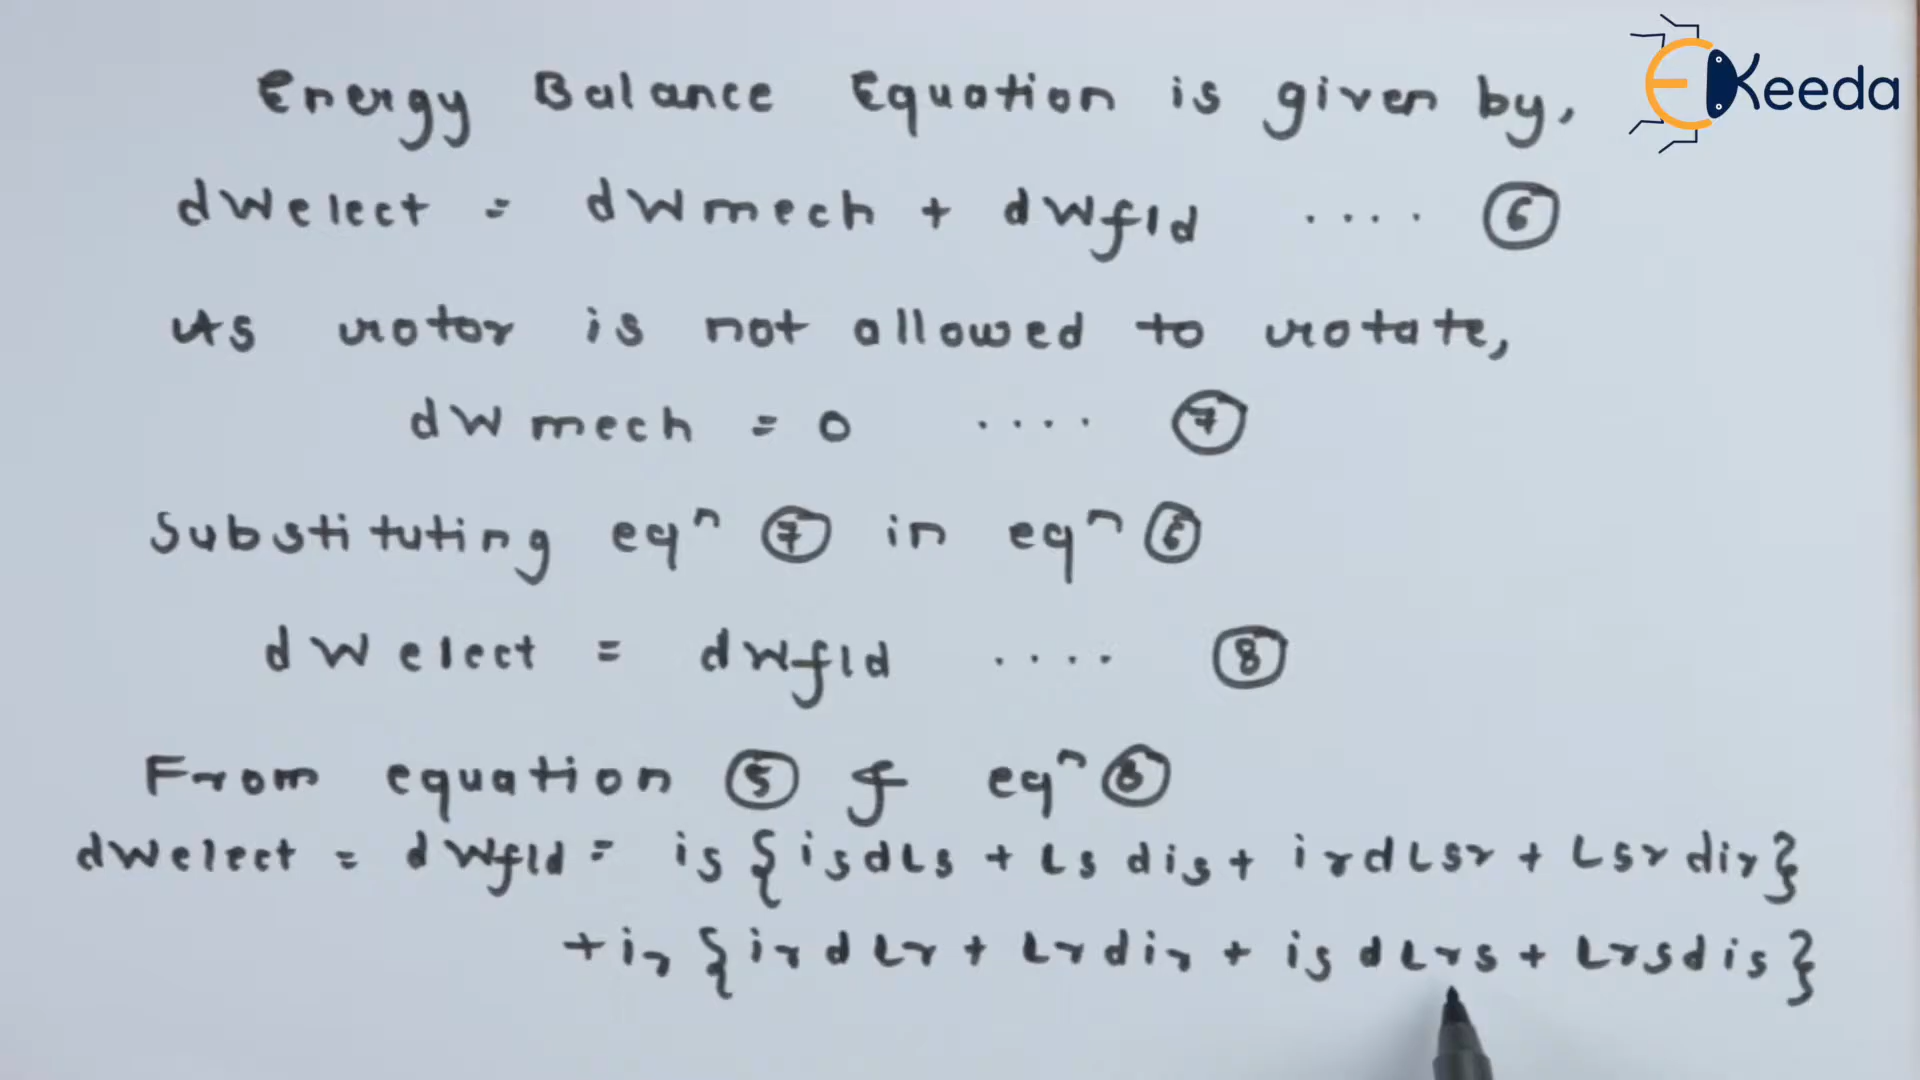 EKeeda
Energy Balance Equation is given by,
dWelect = dWmech + dWfld .... 6
As rotor is not allowed to rotate,
dWmech = 0 .... 7
Substituting eqⁿ 7 in eqⁿ 6
dWelect = dWfld .... 8
From equation 5 & eqⁿ 8
dWelect = dWfld = is {isdLs + Ls dis + irdLsr + Lsr dir}
+ir {irdLr + Lrdir + is dLrs + Lrsdis}